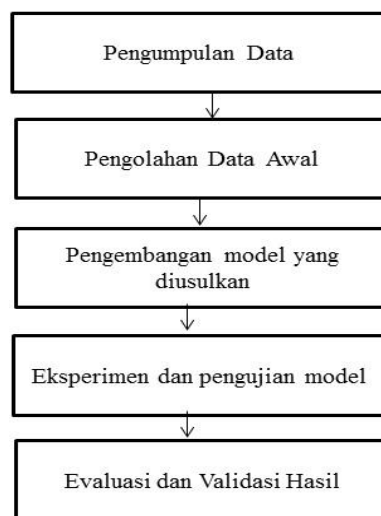 Pengumpulan Data
Pengolahan Data Awal
Pengembangan model yang
diusulkan
Eksperimen dan pengujian model
Evaluasi dan Validasi Hasil